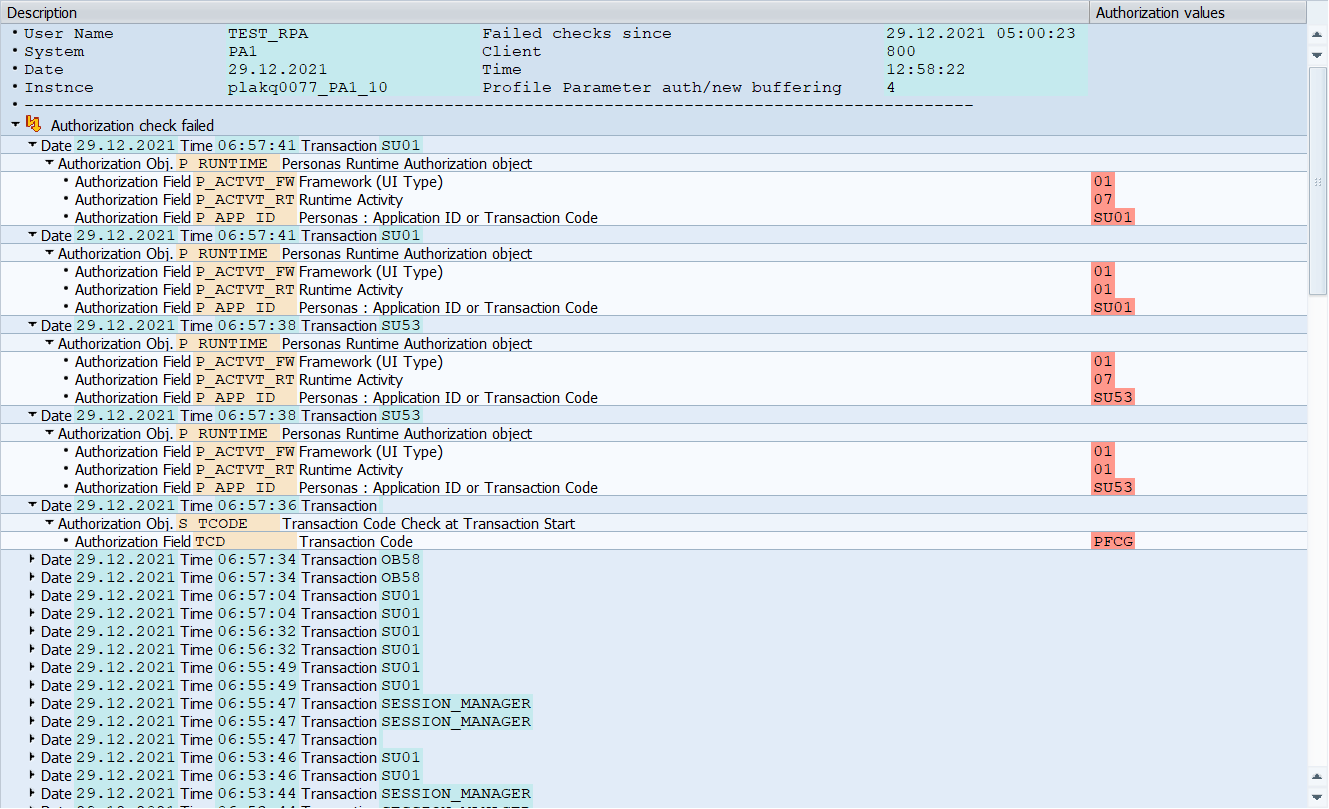 Description Authorization values
User Name TEST_RPA Failed checks since 29.12.2021 05:00:23
System PA1 Client 800
Date 29.12.2021 Time 12:58:22
Instnce plakq0077_PA1_10 Profile Parameter auth/new buffering 4
Authorization check failed
Date 29.12.2021 Time 06:57:41 Transaction SU01
Authorization Obj. P_RUNTIME Personas Runtime Authorization object
Authorization Field P_ACTVT_FW Framework (UI Type) 01
Authorization Field P_ACTVT_RT Runtime Activity 07
Authorization Field P_APP_ID Personas : Application ID or Transaction Code SU01
Date 29.12.2021 Time 06:57:41 Transaction SU01
Authorization Obj. P_RUNTIME Personas Runtime Authorization object
Authorization Field P_ACTVT_FW Framework (UI Type) 01
Authorization Field P_ACTVT_RT Runtime Activity 01
Authorization Field P_APP_ID Personas : Application ID or Transaction Code SU01
Date 29.12.2021 Time 06:57:38 Transaction SU53
Authorization Obj. P_RUNTIME Personas Runtime Authorization object
Authorization Field P_ACTVT_FW Framework (UI Type) 01
Authorization Field P_ACTVT_RT Runtime Activity 07
Authorization Field P_APP_ID Personas : Application ID or Transaction Code SU53
Date 29.12.2021 Time 06:57:38 Transaction SU53
Authorization Obj. P_RUNTIME Personas Runtime Authorization object
Authorization Field P_ACTVT_FW Framework (UI Type) 01
Authorization Field P_ACTVT_RT Runtime Activity 01
Authorization Field P_APP_ID Personas : Application ID or Transaction Code SU53
Date 29.12.2021 Time 06:57:36 Transaction
Authorization Obj. S_TCODE Transaction Code Check at Transaction Start
Authorization Field TCD Transaction Code PFCG
Date 29.12.2021 Time 06:57:34 Transaction OB58
Date 29.12.2021 Time 06:57:34 Transaction OB58
Date 29.12.2021 Time 06:57:04 Transaction SU01
Date 29.12.2021 Time 06:57:04 Transaction SU01
Date 29.12.2021 Time 06:56:32 Transaction SU01
Date 29.12.2021 Time 06:56:32 Transaction SU01
Date 29.12.2021 Time 06:55:49 Transaction SU01
Date 29.12.2021 Time 06:55:49 Transaction SU01
Date 29.12.2021 Time 06:55:47 Transaction SESSION_MANAGER
Date 29.12.2021 Time 06:55:47 Transaction SESSION_MANAGER
Date 29.12.2021 Time 06:55:47 Transaction
Date 29.12.2021 Time 06:53:46 Transaction SU01
Date 29.12.2021 Time 06:53:46 Transaction SU01
Date 29.12.2021 Time 06:53:44 Transaction SESSION_MANAGER